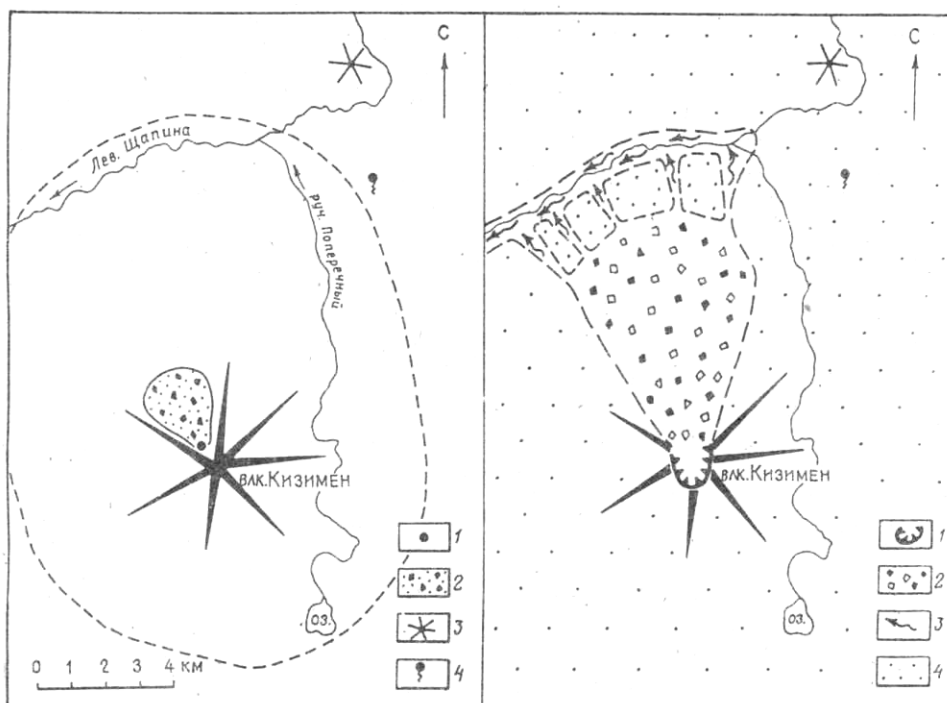 С
Лев. Щапина
руч. Поперечный
влк. Кизимен
оз.
1
2
3
4
0 1 2 3 4 км
С
влк. Кизимен
оз.
1
2
3
4